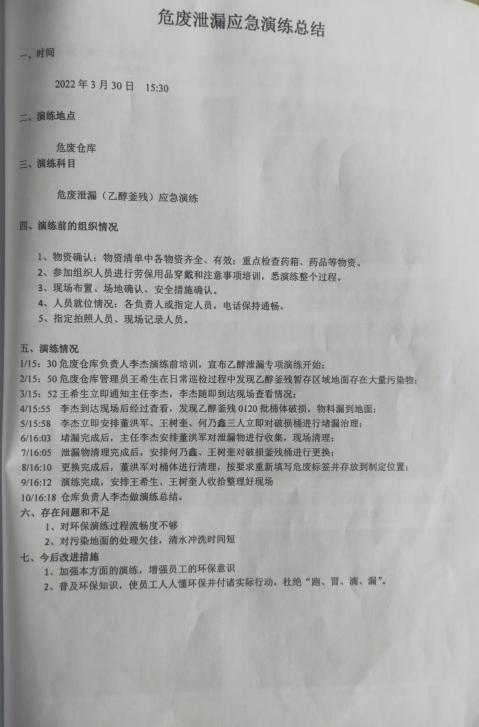 危废泄漏应急演练总结
一、时间
2022 年 3 月 30 日 15:30
二、演练地点
危废仓库
三、演练科目
危废泄漏（乙醇釜残）应急演练
四、演练前的组织情况
1、物资确认：物资清单中各物资齐全、有效；重点检查药箱、药品等物资。
2、参加组织人员进行劳保用品穿戴和注意事项培训，悉演练整个过程。
3、现场布置、场地确认、安全措施确认。
4、人员就位情况：各负责人或指定人员，电话保持通畅。
5、指定拍照人员、现场记录人员。
五、演练情况
1/15：30 危废仓库负责人李杰演练前培训，宣布乙醇泄漏专项演练开始；
2/15：50 危废仓库管理员王希生在日常巡检过程中发现乙醇釜残暂存区域地面存在大量污染物；
3/15：52 王希生立即通知主任李杰，李杰随即到达现场查看情况；
4/15:55 李杰到达现场后经过查看，发现乙醇釜残 0120 批桶体破损，物料漏到地面；
5/15:58 李杰立即安排董洪军、王树奎、何乃鑫三人立即对破损桶进行堵漏治理；
6/16:03 堵漏完成后，主任李杰安排董洪军对泄漏物进行收集，现场清理；
7/16:05 泄漏物清理完成后，安排何乃鑫、王树奎对破损釜残桶进行更换；
8/16:10 更换完成后，董洪军对桶体进行清理，按要求重新填写危废标签并存放到制定位置；
9/16:12 演练完成，安排王希生、王树奎人收拾整理好现场
10/16:18 仓库负责人李杰做演练总结。
六、存在问题和不足
1、对环保演练过程流畅度不够
2、对污染地面的处理欠佳，清水冲洗时间短
七、今后改进措施
1、加强本方面的演练，增强员工的环保意识
2、普及环保知识，使员工人人懂环保并付诸实际行动，杜绝“跑、冒、滴、漏”。